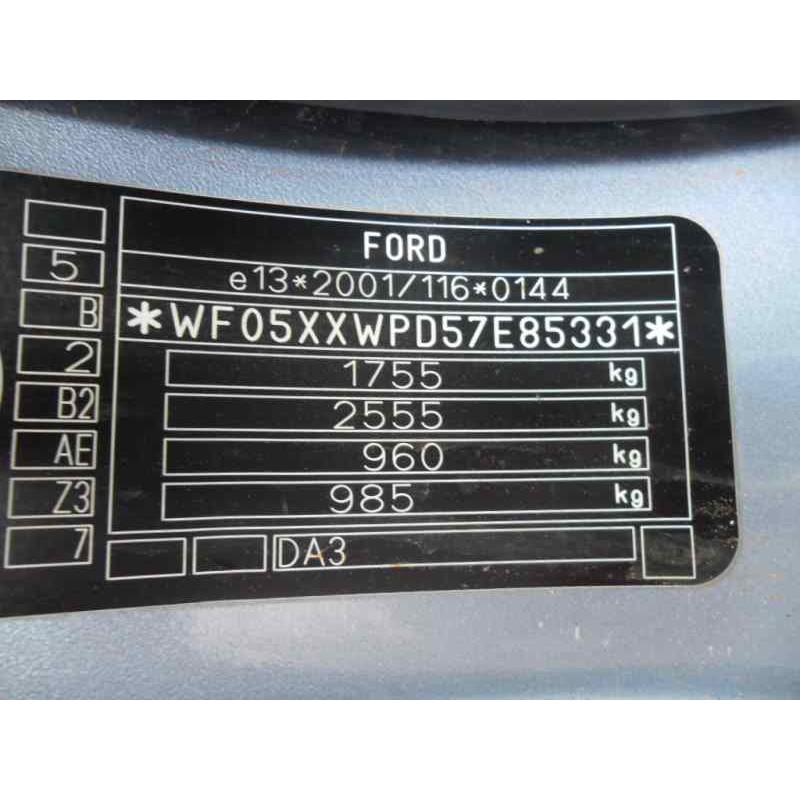 FORD
e13*2001/116*0144
*WF05XXWPD57E85331*
1755 kg
2555 kg
960 kg
985 kg
DA3
5
B
2
B2
AE
Z3
7